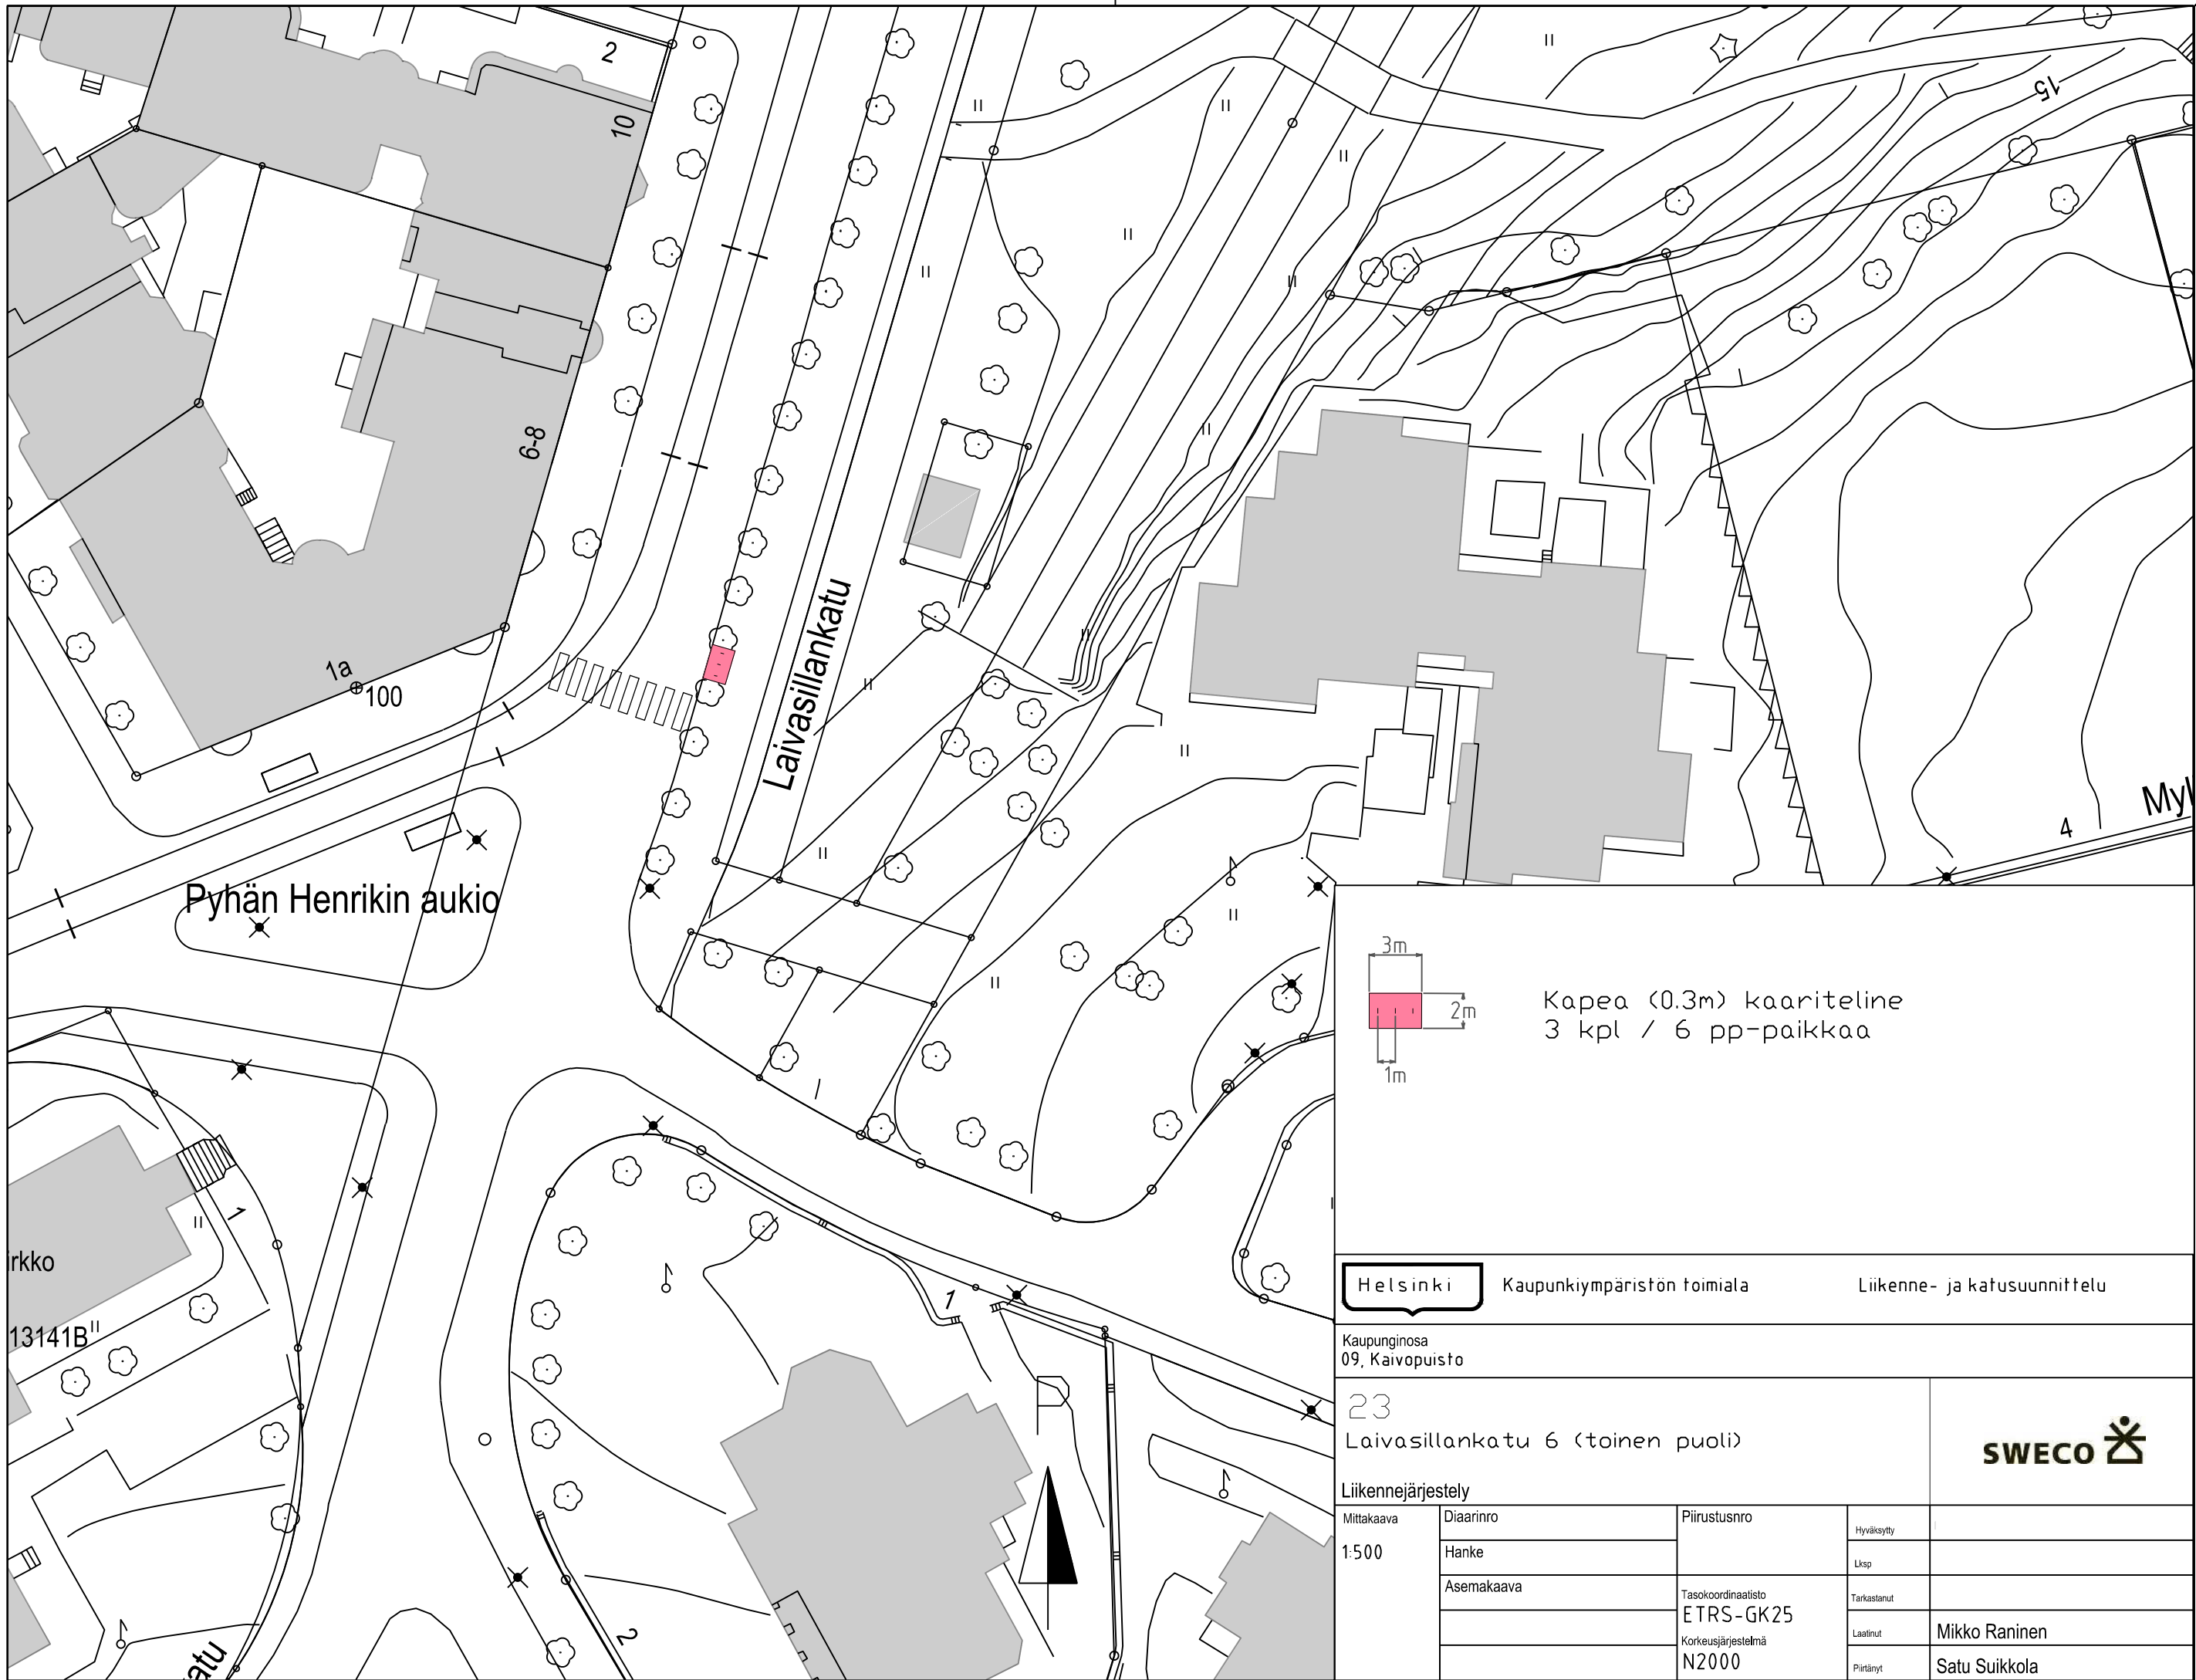 2
10
15
6-8
1a
100
Laivasillankatu
Pyhän Henrikin aukio
4
1
irkko
13141B
1
2
3m
2m
1m
Kapea (0.3m) kaariteline
3 kpl / 6 pp-paikkaa
Helsinki Kaupunkiympäristön toimiala Liikenne- ja katusuunnittelu
Kaupunginosa
09, Kaivopuisto
23
Laivasillankatu 6 (toinen puoli)
SWECO
Liikennejärjestely
Mittakaava
1:500
Diaarinro
Hanke
Asemakaava
Piirustusnro
Tasokoordinaatisto
ETRS-GK25
Korkeusjärjestelmä
N2000
Hyväksytty
Lksp
Tarkastanut
Laatinut Mikko Raninen
Piirtänyt Satu Suikkola